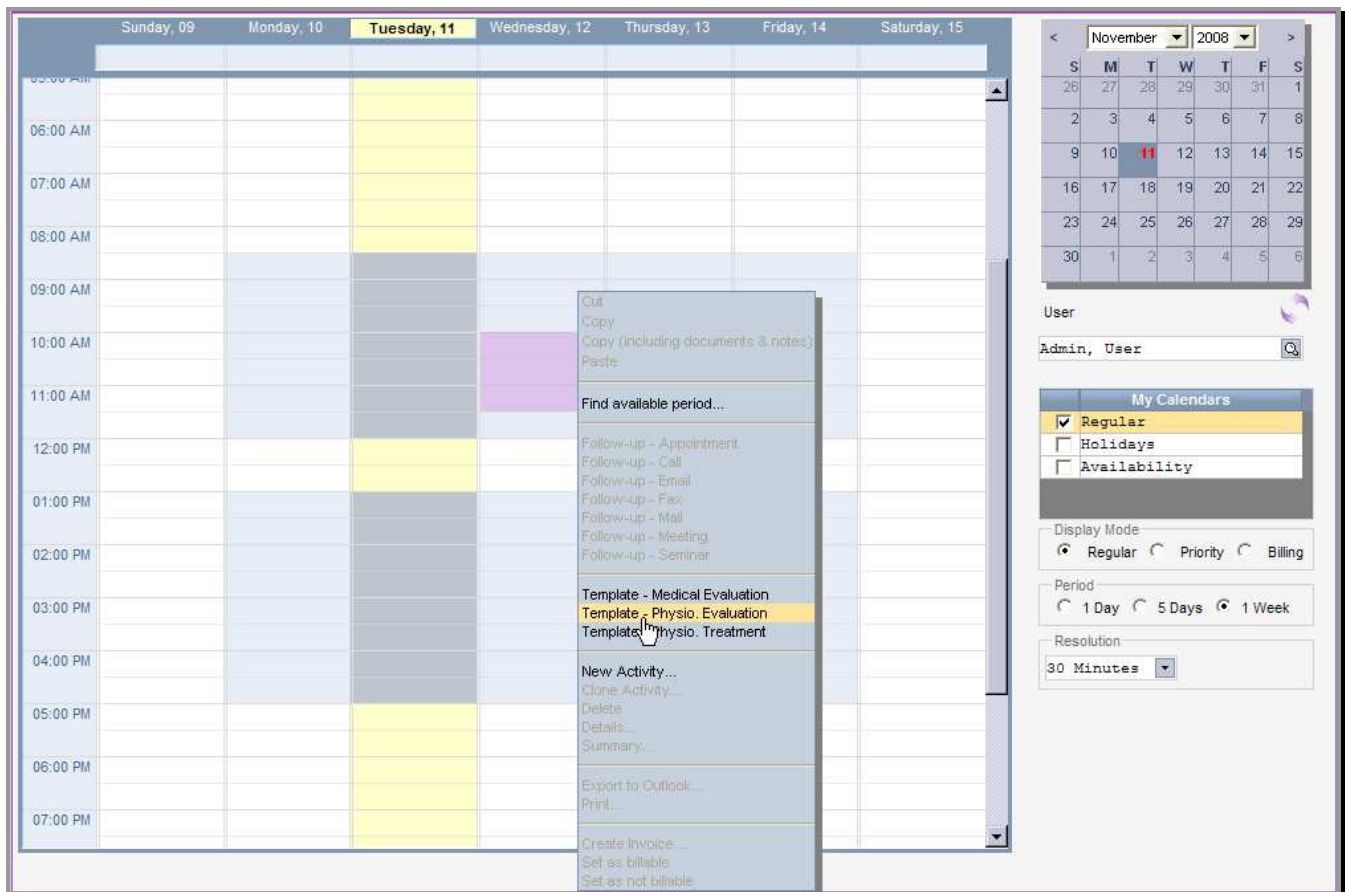 Sunday, 09 Monday, 10 Tuesday, 11 Wednesday, 12 Thursday, 13 Friday, 14 Saturday, 15
06:00 AM
07:00 AM
08:00 AM
09:00 AM
10:00 AM
11:00 AM
12:00 PM
01:00 PM
02:00 PM
03:00 PM
04:00 PM
05:00 PM
06:00 PM
07:00 PM
Cut
Copy
Copy (including documents & notes)
Paste
Find available period...
Follow-up - Appointment
Follow-up - Call
Follow-up - Email
Follow-up - Fax
Follow-up - Mail
Follow-up - Meeting
Follow-up - Seminar
Template - Medical Evaluation
Template - Physio. Evaluation
Template Physio. Treatment
New Activity...
Clone Activity...
Delete
Details...
Summary...
Export to Outlook...
Print...
Create Invoice ...
Set as billable
Set as not billable
< November 2008 >
S M T W T F S
26 27 28 29 30 31 1
2 3 4 5 6 7 8
9 10 11 12 13 14 15
16 17 18 19 20 21 22
23 24 25 26 27 28 29
30 1 2 3 4 5 6
User
Admin, User
My Calendars
Regular
Holidays
Availability
Display Mode
Regular Priority Billing
Period
1 Day 5 Days 1 Week
Resolution
30 Minutes